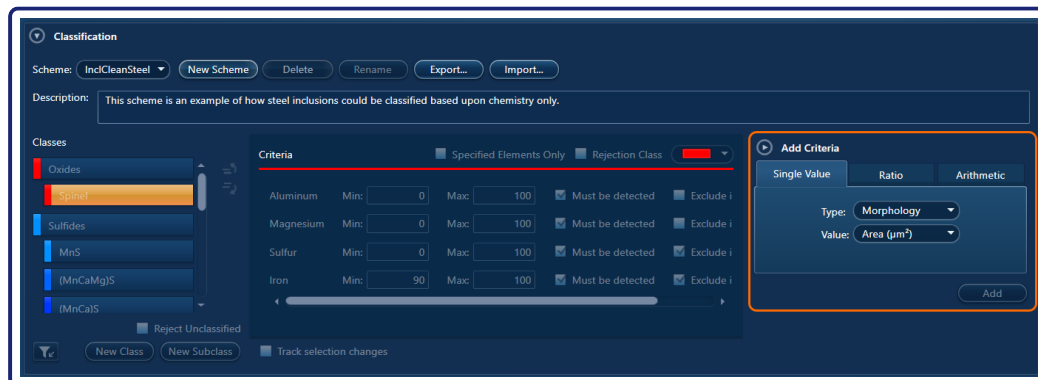 Classification
Scheme: InclCleanSteel New Scheme Delete Rename Export... Import...
Description: This scheme is an example of how steel inclusions could be classified based upon chemistry only.
Classes
Oxides
Spinel
Sulfides
MnS
(MnCaMg)S
(MnCa)S
Reject Unclassified
New Class New Subclass
Criteria Specified Elements Only Rejection Class
Aluminum Min: 0 Max: 100 Must be detected Exclude i
Magnesium Min: 0 Max: 100 Must be detected Exclude i
Sulfur Min: 0 Max: 100 Must be detected Exclude i
Iron Min: 90 Max: 100 Must be detected Exclude i
Track selection changes
Add Criteria
Single Value Ratio Arithmetic
Type: Morphology
Value: Area (µm²)
Add